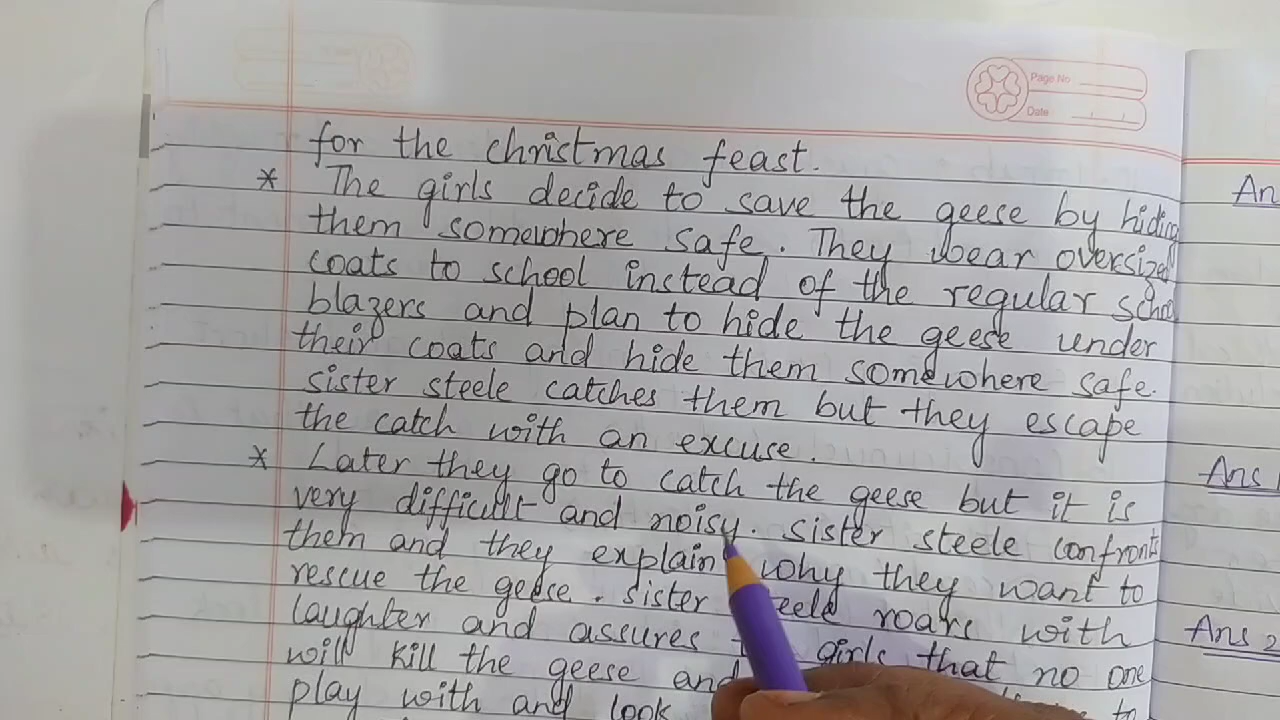 Page No
Date
for the christmas feast.
* The girls decide to save the geese by hiding
them somewhere safe. They wear oversized
coats to school instead of the regular school
blazers and plan to hide the geese under
their coats and hide them somewhere safe.
sister steele catches them but they escape
the catch with an excuse.
* Later they go to catch the geese but it is
very difficult and noisy. Sister steele confronts
them and they explain why they want to
rescue the geese. sister steele roars with
laughter and assures girls that no one
will kill the geese and
play with and look to
An
Ans 1
Ans 2